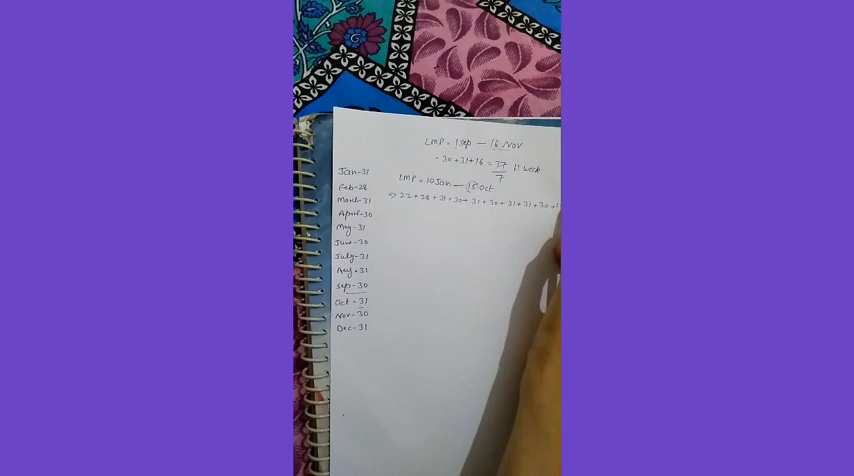 LMP = 1 Sep — 16 Nov
= 30 + 31 + 16 = 77/7 11 week
LMP = 10 Jan — 15 Oct
⇒ 22 + 28 + 31 + 30 + 31 + 30 + 31 + 31 + 30 +
Jan - 31
Feb - 28
March - 31
April - 30
May - 31
June - 30
July - 31
Aug - 31
Sep - 30
Oct - 31
Nov - 30
Dec - 31